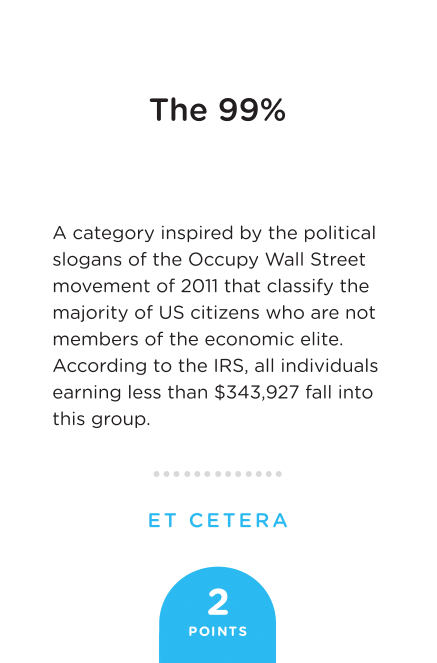 The 99%
A category inspired by the political
slogans of the Occupy Wall Street
movement of 2011 that classify the
majority of US citizens who are not
members of the economic elite.
According to the IRS, all individuals
earning less than $343,927 fall into
this group.
ET CETERA
2
POINTS